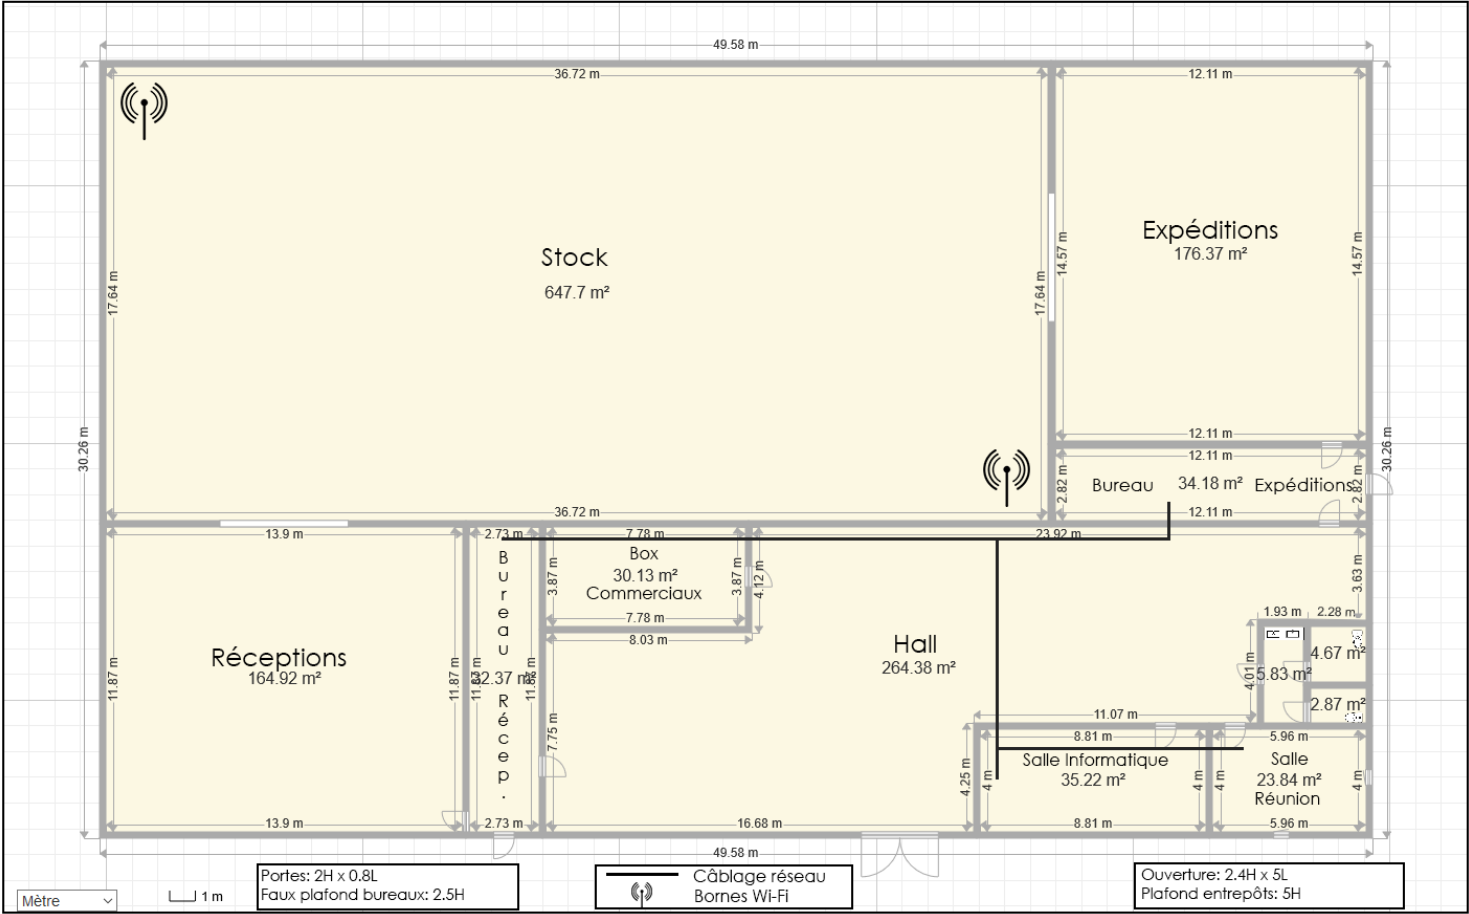 49.58 m
36.72 m
12.11 m
Stock
647.7 m²
Expéditions
176.37 m²
17.64 m
17.64 m
14.57 m
14.57 m
30.26 m
30.26 m
12.11 m
12.11 m
Bureau 34.18 m² Expéditions
2.82 m
2.82 m
36.72 m
12.11 m
13.9 m
2.73 m
7.78 m
23.92 m
Box
30.13 m²
Commerciaux
3.87 m
3.87 m
4.12 m
7.78 m
8.03 m
3.63 m
1.93 m
2.28 m
Bureau Récep.
32.37 m²
Réceptions
164.92 m²
11.87 m
11.87 m
Hall
264.38 m²
4.67 m²
5.83 m²
2.87 m²
4.01 m
7.75 m
11.07 m
8.81 m
5.96 m
Salle Informatique
35.22 m²
Salle
23.84 m²
Réunion
4.25 m
4 m
4 m
4 m
4 m
13.9 m
2.73 m
16.68 m
8.81 m
5.96 m
49.58 m
Mètre
1 m
Portes: 2H x 0.8L
Faux plafond bureaux: 2.5H
Câblage réseau
Bornes Wi-Fi
Ouverture: 2.4H x 5L
Plafond entrepôts: 5H